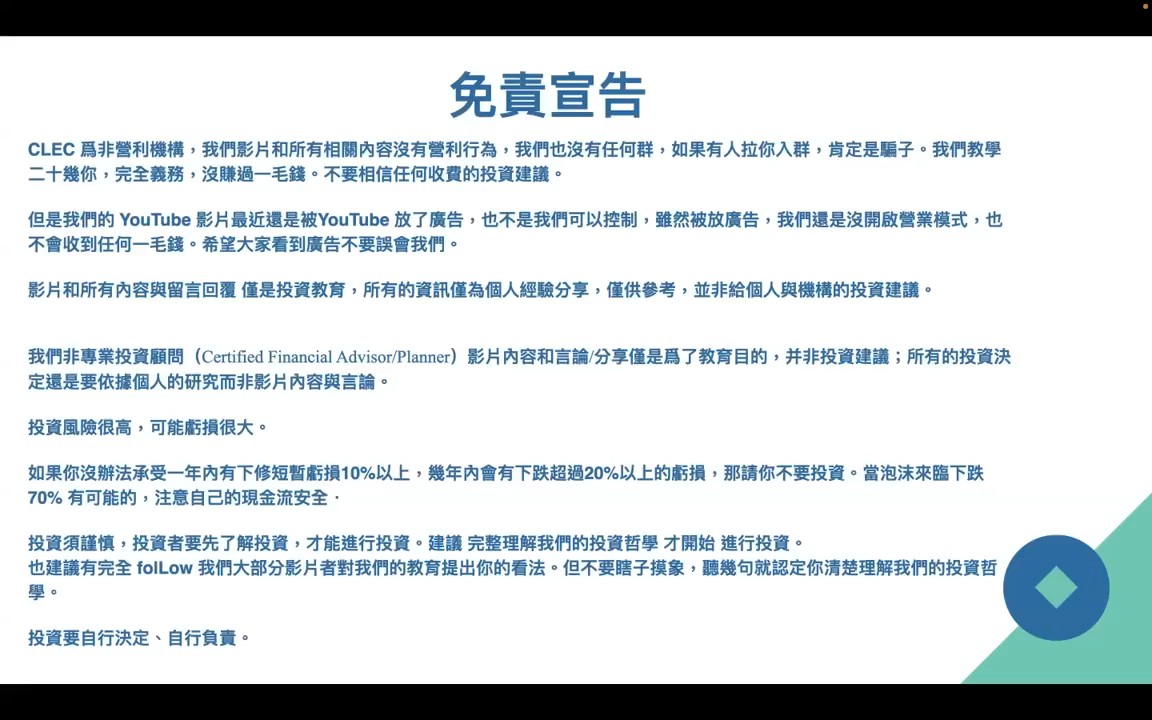 免責宣告
CLEC 爲非營利機構，我們影片和所有相關內容沒有營利行為，我們也沒有任何群，如果有人拉你入群，肯定是騙子。我們教學
二十幾你，完全義務，沒賺過一毛錢。不要相信任何收費的投資建議。
但是我們的 YouTube 影片最近還是被YouTube 放了廣告，也不是我們可以控制，雖然被放廣告，我們還是沒開啟營業模式，也
不會收到任何一毛錢。希望大家看到廣告不要誤會我們。
影片和所有內容與留言回覆 僅是投資教育，所有的資訊僅為個人經驗分享，僅供參考，並非給個人與機構的投資建議。
我們非專業投資顧問（Certified Financial Advisor/Planner）影片內容和言論/分享僅是爲了教育目的，并非投資建議；所有的投資決
定還是要依據個人的研究而非影片內容與言論。
投資風險很高，可能虧損很大。
如果你沒辦法承受一年內有下修短暫虧損10%以上，幾年內會有下跌超過20%以上的虧損，那請你不要投資。當泡沫來臨下跌
70% 有可能的，注意自己的現金流安全．
投資須謹慎，投資者要先了解投資，才能進行投資。建議 完整理解我們的投資哲學 才開始 進行投資。
也建議有完全 folLow 我們大部分影片者對我們的教育提出你的看法。但不要瞎子摸象，聽幾句就認定你清楚理解我們的投資哲
學。
投資要自行決定、自行負責。